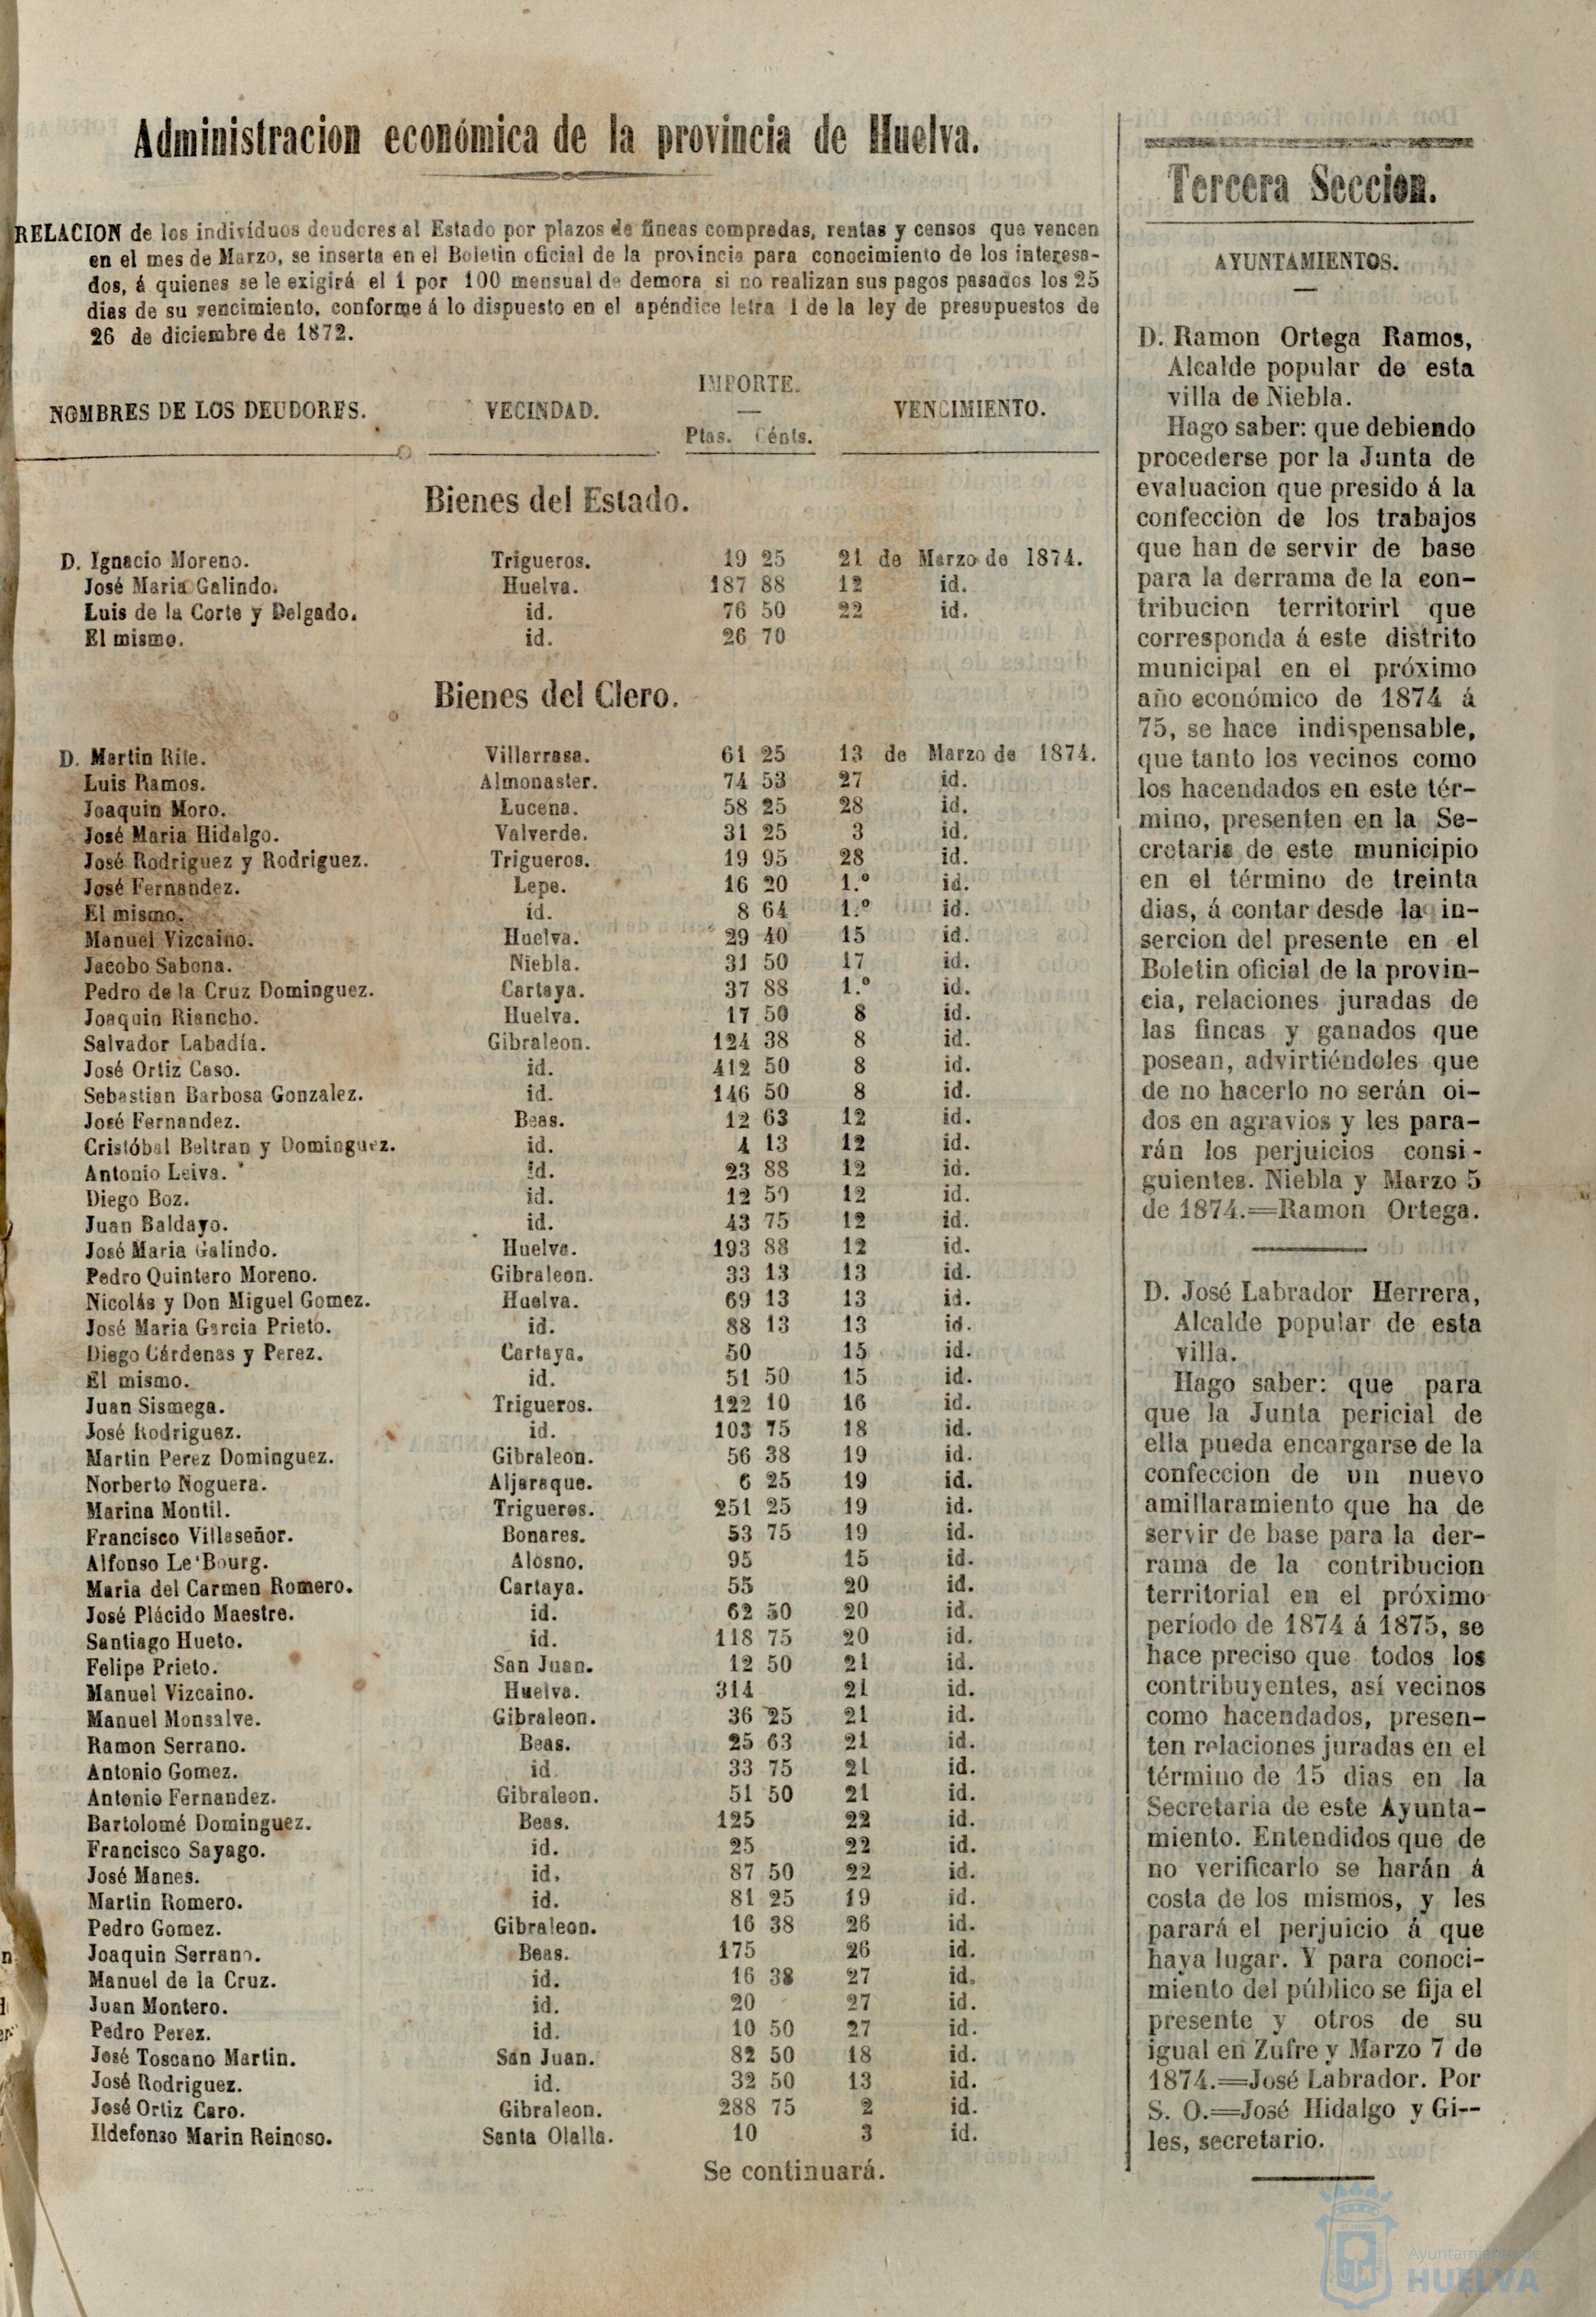 Administracion económica de la provincia de Huelva.
RELACION de los indivíduos deudores al Estado por plazos de fincas compradas, rentas y censos que vencen
en el mes de Marzo, se inserta en el Boletin oficial de la provincia para conocimiento de los interesa-
dos, á quienes se le exigirá el 1 por 100 mensual de demora si no realizan sus pagos pasados los 25
dias de su vencimiento, conforme á lo dispuesto en el apéndice letra I de la ley de presupuestos de
26 de diciembre de 1872.
NOMBRES DE LOS DEUDORES. VECINDAD. IMPORTE. VENCIMIENTO.
Ptas. Cénts.
Bienes del Estado.
D. Ignacio Moreno. Trigueros. 19 25 21 de Marzo de 1874.
José Maria Galindo. Huelva. 187 88 12 id.
Luis de la Corte y Delgado. id. 76 50 22 id.
El mismo. id. 26 70
Bienes del Clero.
D. Martin Rite. Villarrasa. 61 25 13 de Marzo de 1874.
Luis Ramos. Almonaster. 74 53 27 id.
Joaquin Moro. Lucena. 58 25 28 id.
José Maria Hidalgo. Valverde. 31 25 3 id.
José Rodriguez y Rodriguez. Trigueros. 19 95 28 id.
José Fernandez. Lepe. 16 20 1.º id.
El mismo. id. 8 64 1.º id.
Manuel Vizcaino. Huelva. 29 40 15 id.
Jacobo Sabona. Niebla. 31 50 17 id.
Pedro de la Cruz Dominguez. Cartaya. 37 88 1.º id.
Joaquin Riancho. Huelva. 17 50 8 id.
Salvador Labadía. Gibraleon. 124 38 8 id.
José Ortiz Caso. id. 412 50 8 id.
Sebastian Barbosa Gonzalez. id. 146 50 8 id.
José Fernandez. Beas. 12 63 12 id.
Cristóbal Beltran y Dominguez. id. 4 13 12 id.
Antonio Leiva. id. 23 88 12 id.
Diego Boz. id. 12 50 12 id.
Juan Baldayo. id. 43 75 12 id.
José Maria Galindo. Huelva. 193 88 12 id.
Pedro Quintero Moreno. Gibraleon. 33 13 13 id.
Nicolás y Don Miguel Gomez. Huelva. 69 13 13 id.
José Maria Garcia Prieto. id. 88 13 13 id.
Diego Cárdenas y Perez. Cartaya. 50 15 id.
El mismo. id. 51 50 15 id.
Juan Sismega. Trigueros. 122 10 16 id.
José Rodriguez. id. 103 75 18 id.
Martin Perez Dominguez. Gibraleon. 56 38 19 id.
Norberto Noguera. Aljaraque. 6 25 19 id.
Marina Montil. Trigueros. 251 25 19 id.
Francisco Villaseñor. Bonares. 53 75 19 id.
Alfonso Le'Bourg. Alosno. 95 15 id.
Maria del Carmen Romero. Cartaya. 55 20 id.
José Plácido Maestre. id. 62 50 20 id.
Santiago Hueto. id. 118 75 20 id.
Felipe Prieto. San Juan. 12 50 21 id.
Manuel Vizcaino. Huelva. 314 21 id.
Manuel Monsalve. Gibraleon. 36 25 21 id.
Ramon Serrano. Beas. 25 63 21 id.
Antonio Gomez. id 33 75 21 id.
Antonio Fernandez. Gibraleon. 51 50 21 id.
Bartolomé Dominguez. Beas. 125 22 id.
Francisco Sayago. id. 25 22 id.
José Manes. id. 87 50 22 id.
Martin Romero. id. 81 25 19 id.
Pedro Gomez. Gibraleon. 16 38 26 id.
Joaquin Serrano. Beas. 175 26 id.
Manuel de la Cruz. id. 16 38 27 id.
Juan Montero. id. 20 27 id.
Pedro Perez. id. 10 50 27 id.
José Toscano Martin. San Juan. 82 50 18 id.
José Rodriguez. id. 32 50 13 id.
José Ortiz Caro. Gibraleon. 288 75 2 id.
Ildefonso Marin Reinoso. Santa Olalla. 10 3 id.
Se continuará.
Tercera Seccion.
AYUNTAMIENTOS.
D. Ramon Ortega Ramos,
Alcalde popular de esta
villa de Niebla.
Hago saber: que debiendo
procederse por la Junta de
evaluacion que presido á la
confeccion de los trabajos
que han de servir de base
para la derrama de la con-
tribucion territorirl que
corresponda á este distrito
municipal en el próximo
año económico de 1874 á
75, se hace indispensable,
que tanto los vecinos como
los hacendados en este tér-
mino, presenten en la Se-
cretaria de este municipio
en el término de treinta
dias, á contar desde la in-
sercion del presente en el
Boletin oficial de la provin-
cia, relaciones juradas de
las fincas y ganados que
posean, advirtiéndoles que
de no hacerlo no serán oi-
dos en agravios y les para-
rán los perjuicios consi-
guientes. Niebla y Marzo 5
de 1874.=Ramon Ortega.
D. José Labrador Herrera,
Alcalde popular de esta
villa.
Hago saber: que para
que la Junta pericial de
ella pueda encargarse de la
confeccion de un nuevo
amillaramiento que ha de
servir de base para la der-
rama de la contribucion
territorial en el próximo
período de 1874 á 1875, se
hace preciso que todos los
contribuyentes, así vecinos
como hacendados, presen-
ten relaciones juradas en el
término de 15 dias en la
Secretaria de este Ayunta-
miento. Entendidos que de
no verificarlo se harán á
costa de los mismos, y les
parará el perjuicio á que
haya lugar. Y para conoci-
miento del público se fija el
presente y otros de su
igual en Zufre y Marzo 7 de
1874.=José Labrador. Por
S. O.=José Hidalgo y Gi--
les, secretario.
Ayuntamiento de
HUELVA